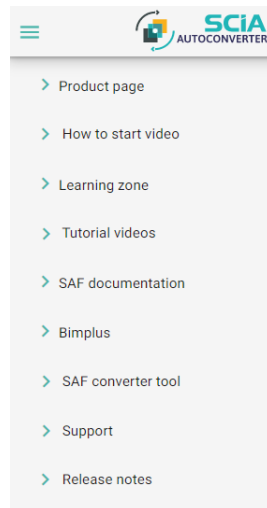 SCiA
AUTOCONVERTER
Product page
How to start video
Learning zone
Tutorial videos
SAF documentation
Bimplus
SAF converter tool
Support
Release notes